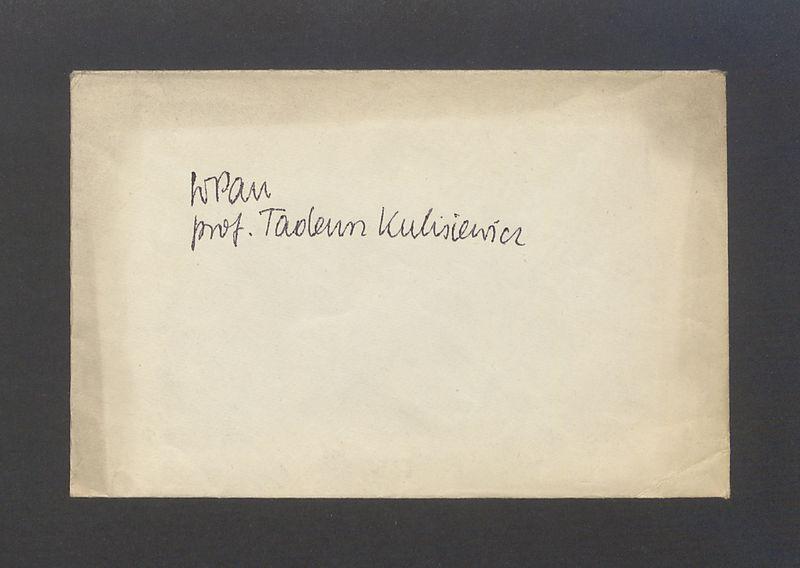 WPan
prof. Tadeusz Kulisiewicz